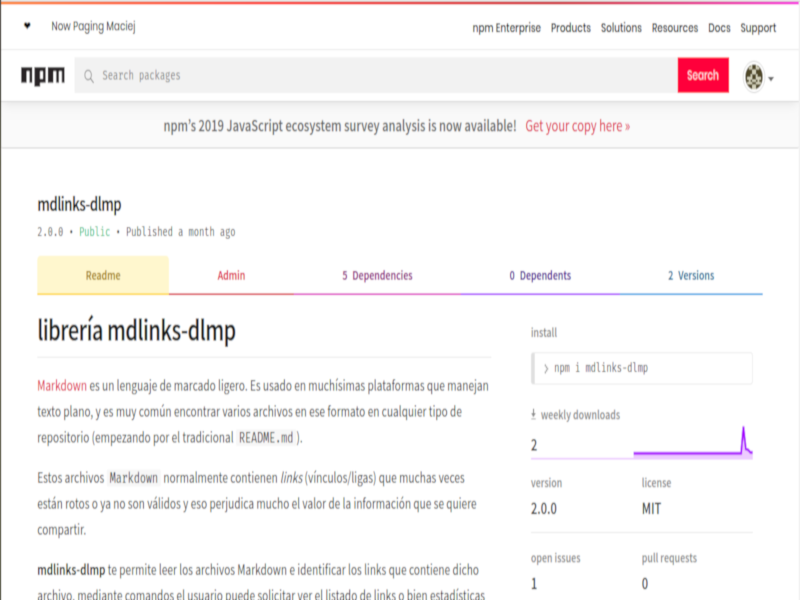 ♥ Now Paging Maciej npm Enterprise Products Solutions Resources Docs Support
npm Search packages Search
npm's 2019 JavaScript ecosystem survey analysis is now available! Get your copy here »
mdlinks-dlmp
2.0.0 • Public • Published a month ago
Readme Admin 5 Dependencies 0 Dependents 2 Versions
librería mdlinks-dlmp
Markdown es un lenguaje de marcado ligero. Es usado en muchísimas plataformas que manejan
texto plano, y es muy común encontrar varios archivos en ese formato en cualquier tipo de
repositorio (empezando por el tradicional README.md ).
Estos archivos Markdown normalmente contienen links (vínculos/ligas) que muchas veces
están rotos o ya no son válidos y eso perjudica mucho el valor de la información que se quiere
compartir.
mdlinks-dlmp te permite leer los archivos Markdown e identificar los links que contiene dicho
archivo, mediante comandos el usuario puede solicitar ver el listado de links o bien estadísticas
install
❯ npm i mdlinks-dlmp
weekly downloads
2
version license
2.0.0 MIT
open issues pull requests
1 0